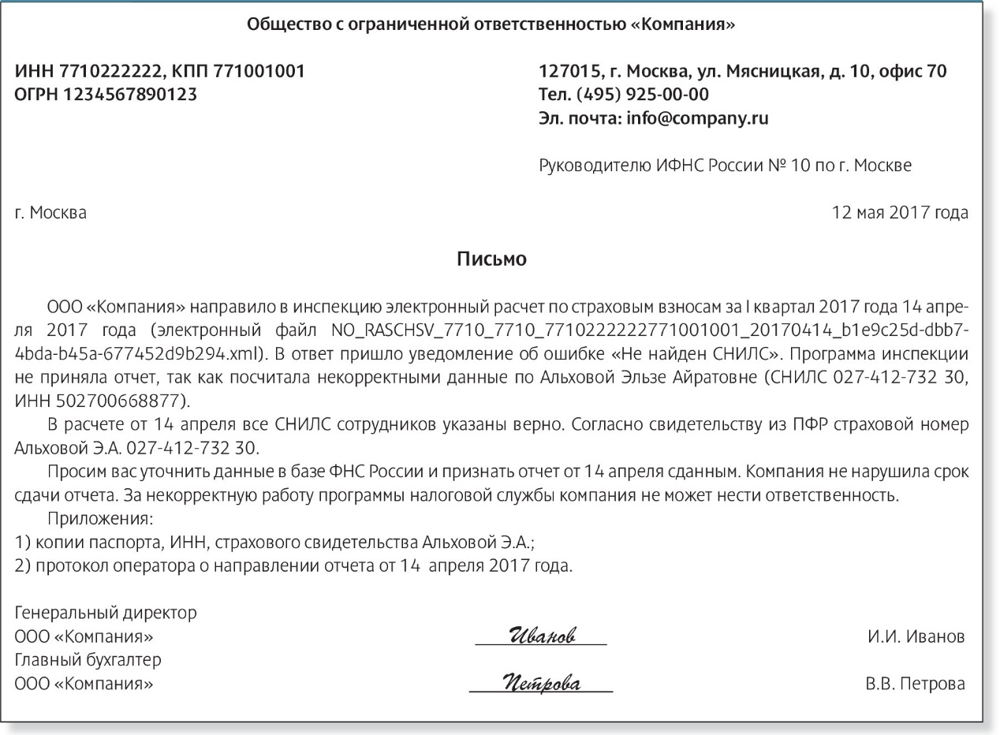 Общество с ограниченной ответственностью «Компания»
ИНН 7710222222, КПП 771001001
ОГРН 1234567890123
127015, г. Москва, ул. Мясницкая, д. 10, офис 70
Тел. (495) 925-00-00
Эл. почта: info@company.ru
Руководителю ИФНС России № 10 по г. Москве
г. Москва
12 мая 2017 года
Письмо
ООО «Компания» направило в инспекцию электронный расчет по страховым взносам за I квартал 2017 года 14 апре-
ля 2017 года (электронный файл NO_RASCHSV_7710_7710_7710222222771001001_20170414_b1e9c25d-dbb7-
4bda-b45a-677452d9b294.xml). В ответ пришло уведомление об ошибке «Не найден СНИЛС». Программа инспекции
не приняла отчет, так как посчитала некорректными данные по Альховой Эльзе Айратовне (СНИЛС 027-412-732 30,
ИНН 502700668877).
В расчете от 14 апреля все СНИЛС сотрудников указаны верно. Согласно свидетельству из ПФР страховой номер
Альховой Э.А. 027-412-732 30.
Просим вас уточнить данные в базе ФНС России и признать отчет от 14 апреля сданным. Компания не нарушила срок
сдачи отчета. За некорректную работу программы налоговой службы компания не может нести ответственность.
Приложения:
1) копии паспорта, ИНН, страхового свидетельства Альховой Э.А.;
2) протокол оператора о направлении отчета от 14 апреля 2017 года.
Генеральный директор
ООО «Компания» Иванов И.И. Иванов
Главный бухгалтер
ООО «Компания» Петрова В.В. Петрова